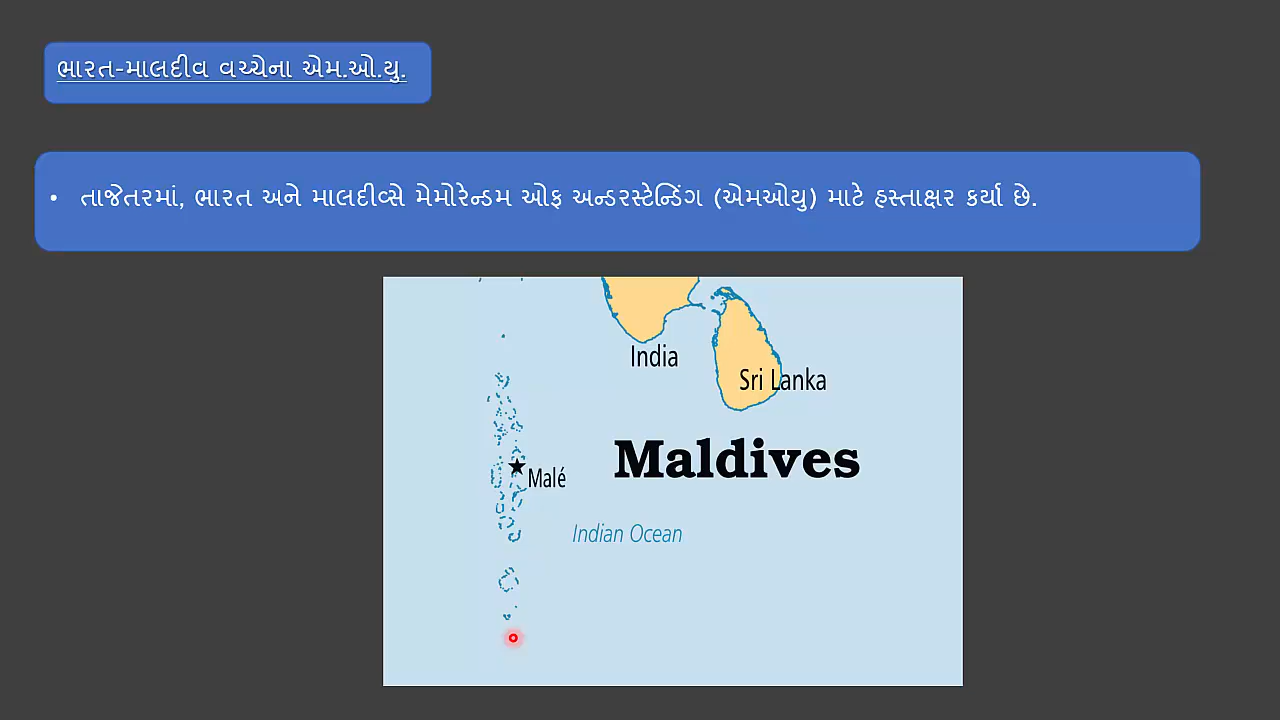 ભારત-માલદીવ વચ્ચેના એમ.ઓ.યુ.
• તાજેતરમાં, ભારત અને માલદીવ્સે મેમોરેન્ડમ ઓફ અન્ડરસ્ટેન્ડિંગ (એમઓયુ) માટે હસ્તાક્ષર કર્યા છે.
India
Sri Lanka
Maldives
Malé
Indian Ocean